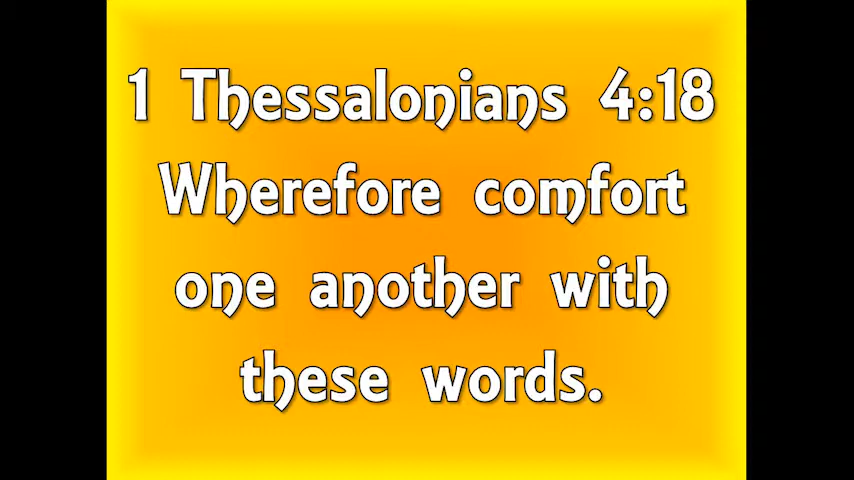 1 Thessalonians 4:18
Wherefore comfort
one another with
these words.